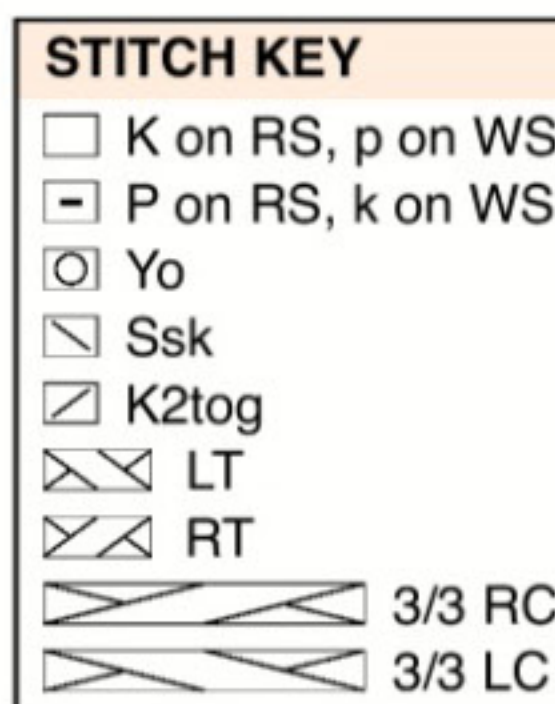 STITCH KEY
K on RS, p on WS
P on RS, k on WS
Yo
Ssk
K2tog
LT
RT
3/3 RC
3/3 LC